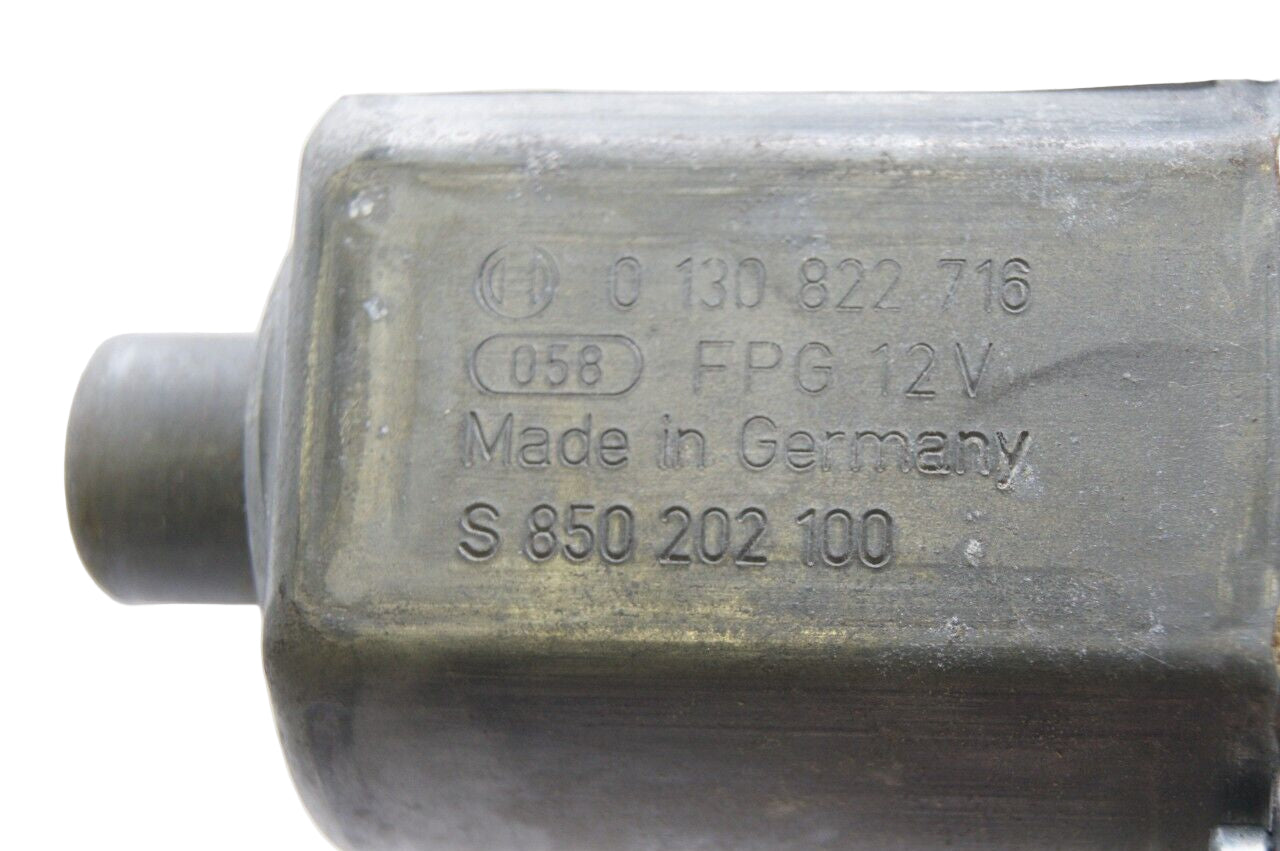 0 130 822 716
058 FPG 12V
Made in Germany
S 850 202 100